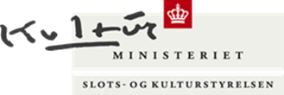 Kultur
MINISTERIET
SLOTS- OG KULTURSTYRELSEN